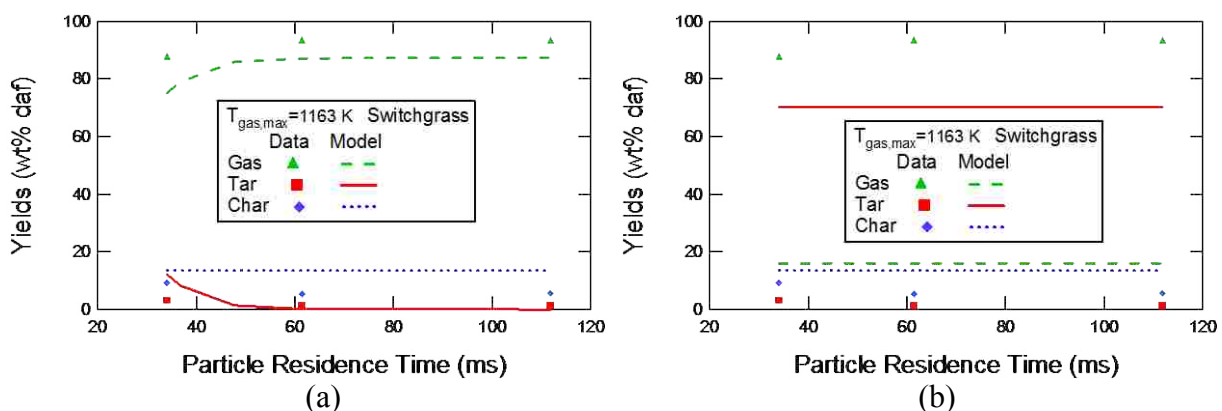 100
80
60
40
20
0
Yields (wt% daf)
T gas,max =1163 K Switchgrass
Data Model
Gas
Tar
Char
20 40 60 80 100 120
Particle Residence Time (ms)
(a)
100
80
60
40
20
0
Yields (wt% daf)
T gas,max =1163 K Switchgrass
Data Model
Gas
Tar
Char
20 40 60 80 100 120
Particle Residence Time (ms)
(b)